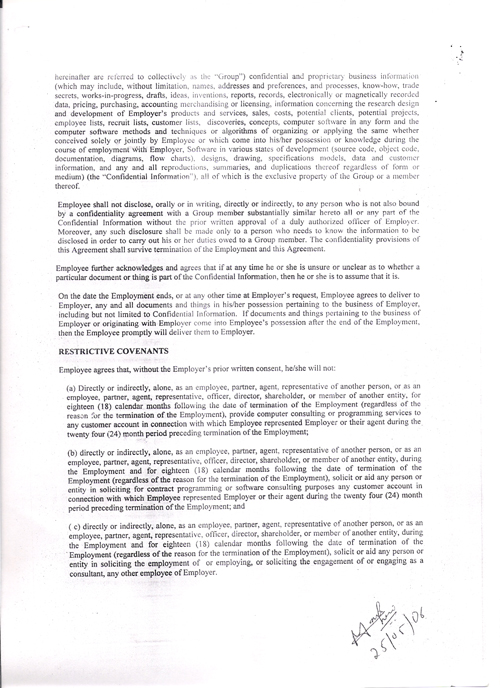 hereinafter are referred to collectively as the "Group") confidential and proprietary business information
(which may include, without limitation, names, addresses and preferences, and processes, know-how, trade
secrets, works-in-progress, drafts, ideas, inventions, reports, records, electronically or magnetically recorded
data, pricing, purchasing, accounting merchandising or licensing, information concerning the research design
and development of Employer's products and services, sales, costs, potential clients, potential projects,
employee lists, recruit lists, customer lists, discoveries, concepts, computer software in any form and the
computer software methods and techniques or algorithms of organizing or applying the same whether
conceived solely or jointly by Employee or which come into his/her possession or knowledge during the
course of employment with Employer, Software in various states of development (source code, object code,
documentation, diagrams, flow charts), designs, drawing, specifications models, data and customer
information, and any and all reproductions, summaries, and duplications thereof regardless of form or
medium) (the "Confidential Information"), all of which is the exclusive property of the Group or a member
thereof.
Employee shall not disclose, orally or in writing, directly or indirectly, to any person who is not also bound
by a confidentiality agreement with a Group member substantially similar hereto all or any part of the
Confidential Information without the prior written approval of a duly authorized officer of Employer.
Moreover, any such disclosure shall be made only to a person who needs to know the information to be
disclosed in order to carry out his or her duties owed to a Group member. The confidentiality provisions of
this Agreement shall survive termination of the Employment and this Agreement.
Employee further acknowledges and agrees that if at any time he or she is unsure or unclear as to whether a
particular document or thing is part of the Confidential Information, then he or she is to assume that it is.
On the date the Employment ends, or at any other time at Employer's request, Employee agrees to deliver to
Employer, any and all documents and things in his/her possession pertaining to the business of Employer,
including but not limited to Confidential Information. If documents and things pertaining to the business of
Employer or originating with Employer come into Employee's possession after the end of the Employment,
then the Employee promptly will deliver them to Employer.
RESTRICTIVE COVENANTS
Employee agrees that, without the Employer's prior written consent, he/she will not:
(a) Directly or indirectly, alone, as an employee, partner, agent, representative of another person, or as an
employee, partner, agent, representative, officer, director, shareholder, or member of another entity, for
eighteen (18) calendar months following the date of termination of the Employment (regardless of the
reason for the termination of the Employment), provide computer consulting or programming services to
any customer account in connection with which Employee represented Employer or their agent during the
twenty four (24) month period preceding termination of the Employment;
(b) directly or indirectly, alone, as an employee, partner, agent, representative of another person, or as an
employee, partner, agent, representative, officer, director, shareholder, or member of another entity, during
the Employment and for eighteen (18) calendar months following the date of termination of the
Employment (regardless of the reason for the termination of the Employment), solicit or aid any person or
entity in soliciting for contract programming or software consulting purposes any customer account in
connection with which Employee represented Employer or their agent during the twenty four (24) month
period preceding termination of the Employment; and
( c) directly or indirectly, alone, as an employee, partner, agent, representative of another person, or as an
employee, partner, agent, representative, officer, director, shareholder, or member of another entity, during
the Employment and for eighteen (18) calendar months following the date of termination of the
Employment (regardless of the reason for the termination of the Employment), solicit or aid any person or
entity in soliciting the employment of or employing, or soliciting the engagement of or engaging as a
consultant, any other employee of Employer.
25/05/06